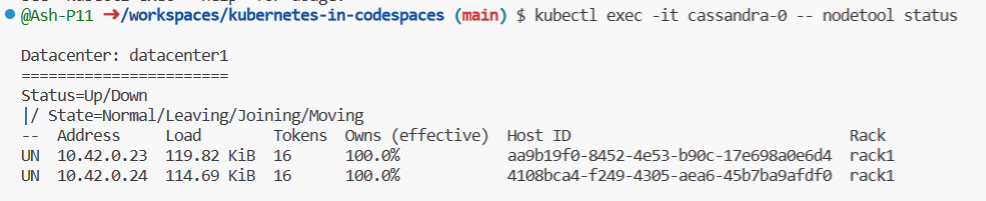 @Ash-P11 ➜/workspaces/kubernetes-in-codespaces (main) $ kubectl exec -it cassandra-0 -- nodetool status
Datacenter: datacenter1
=======================
Status=Up/Down
|/ State=Normal/Leaving/Joining/Moving
--  Address     Load        Tokens  Owns (effective)  Host ID                               Rack
UN  10.42.0.23  119.82 KiB  16      100.0%            aa9b19f0-8452-4e53-b90c-17e698a0e6d4  rack1
UN  10.42.0.24  114.69 KiB  16      100.0%            4108bca4-f249-4305-aea6-45b7ba9afdf0  rack1